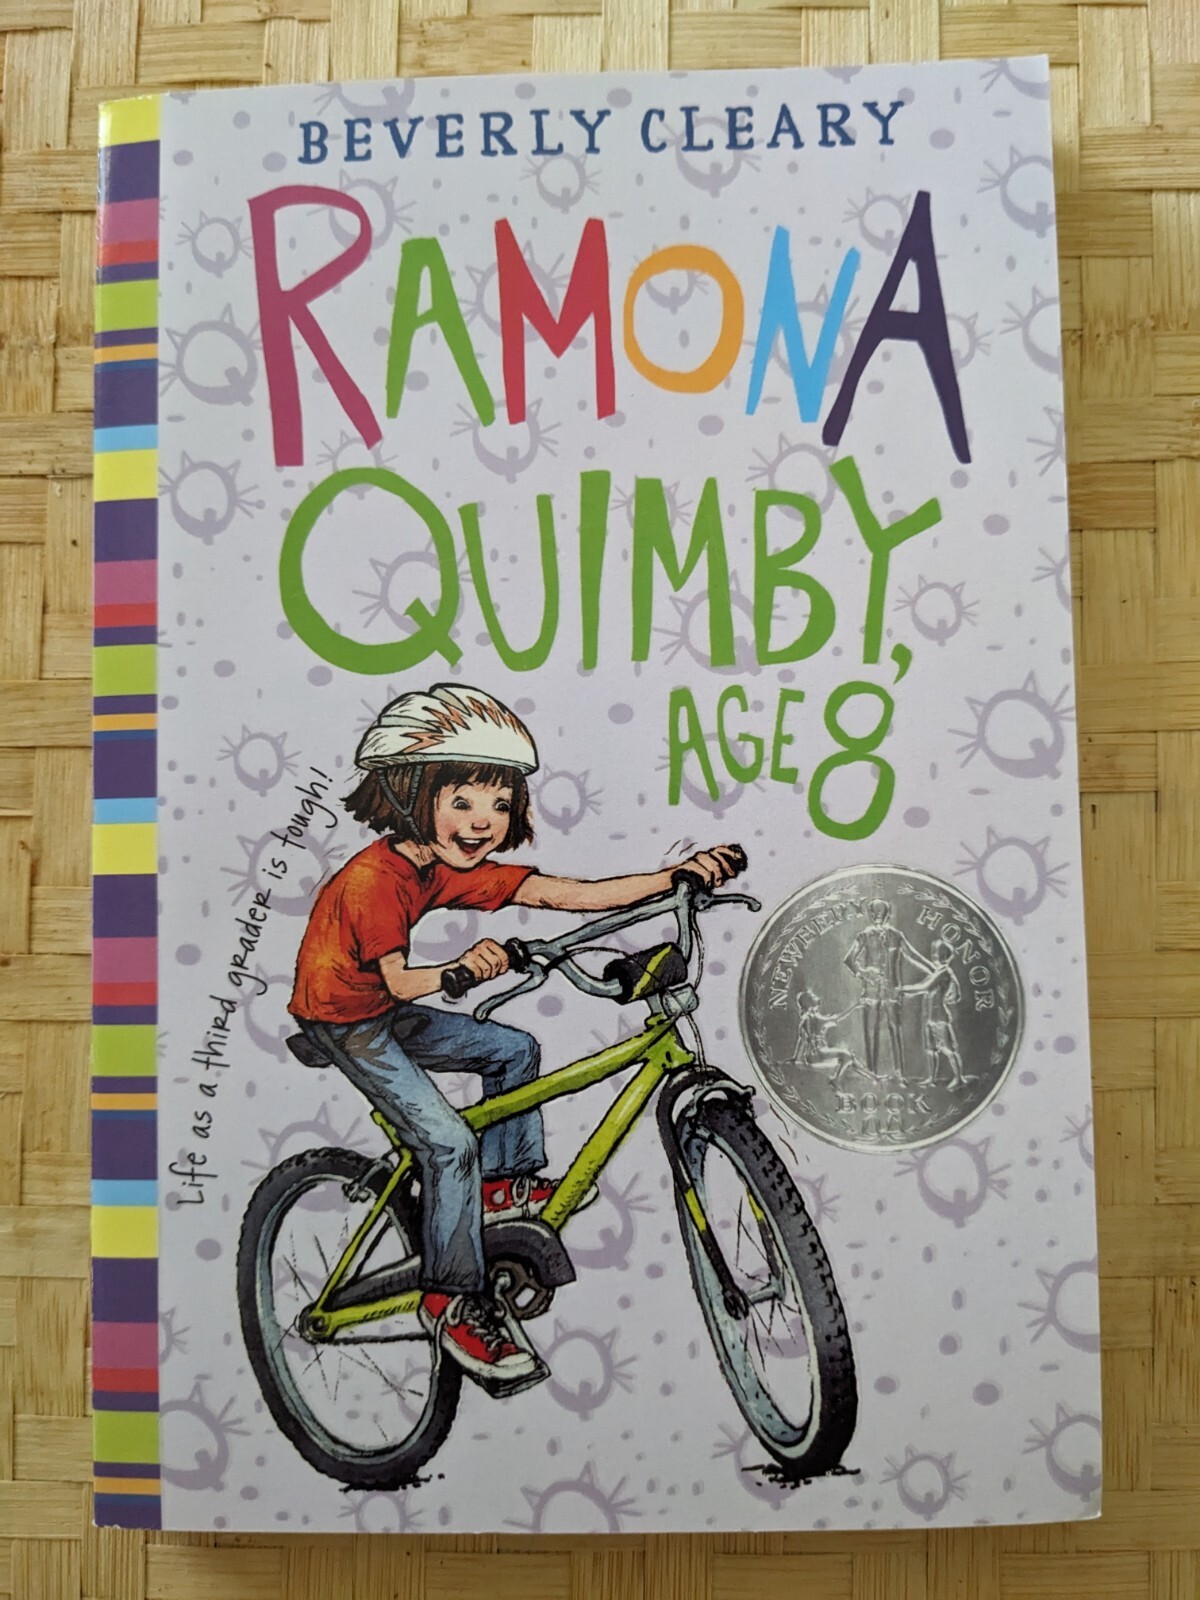 BEVERLY CLEARY
RAMONA
QUIMBY,
AGE 8
Life as a third grader is tough!
NEWBERY HONOR
BOOK